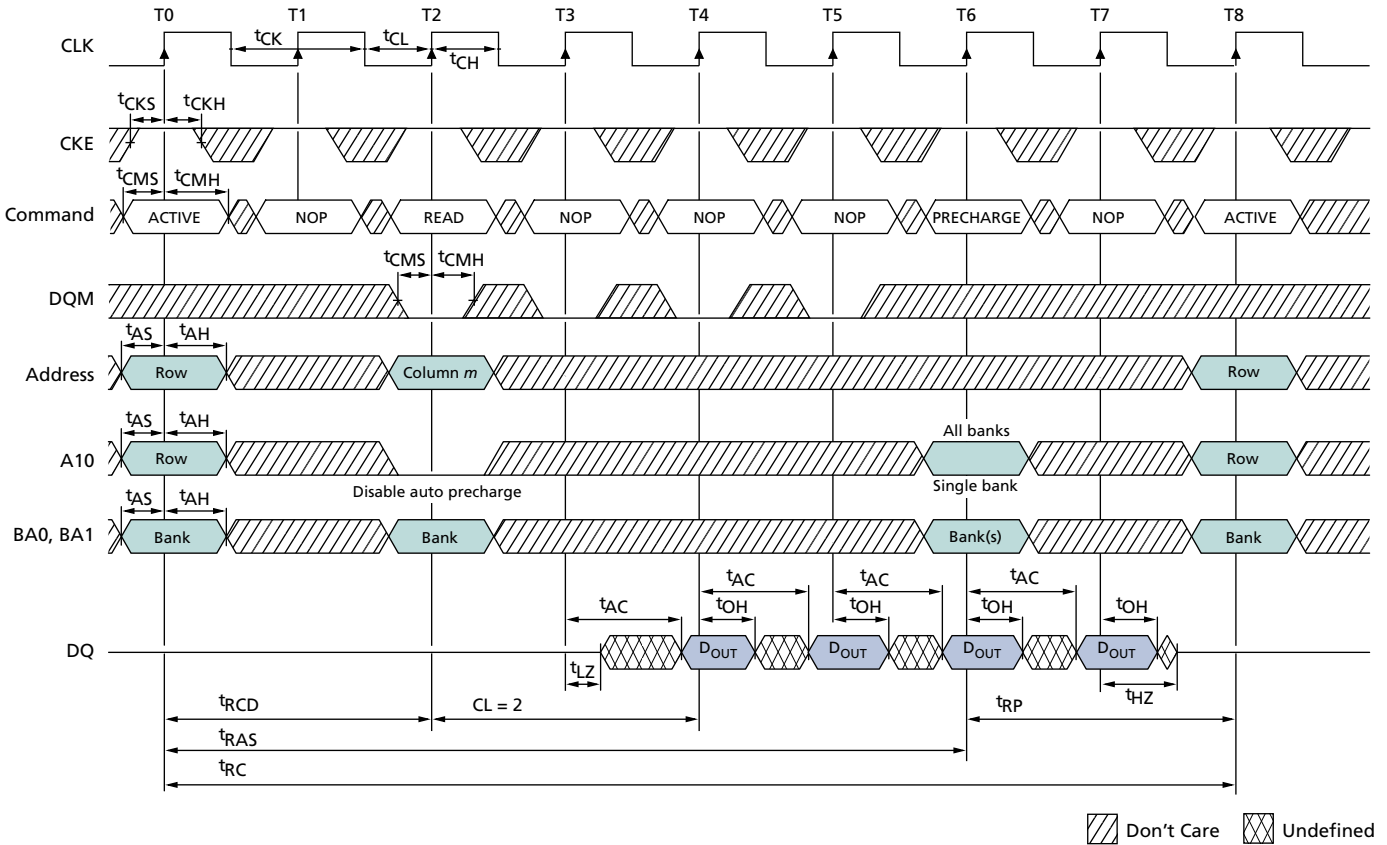 T0 T1 T2 T3 T4 T5 T6 T7 T8
CLK tCK tCL tCH
tCKS tCKH
CKE
tCMS tCMH
Command ACTIVE NOP READ NOP NOP NOP PRECHARGE NOP ACTIVE
tCMS tCMH
DQM
tAS tAH
Address Row Column m Row
tAS tAH All banks
A10 Row Row
Disable auto precharge Single bank
tAS tAH
BA0, BA1 Bank Bank Bank(s) Bank
tAC tAC tAC
tAC tOH tOH tOH tOH
DQ DOUT DOUT DOUT DOUT
tLZ tHZ
tRCD CL = 2 tRP
tRAS
tRC
Don't Care Undefined